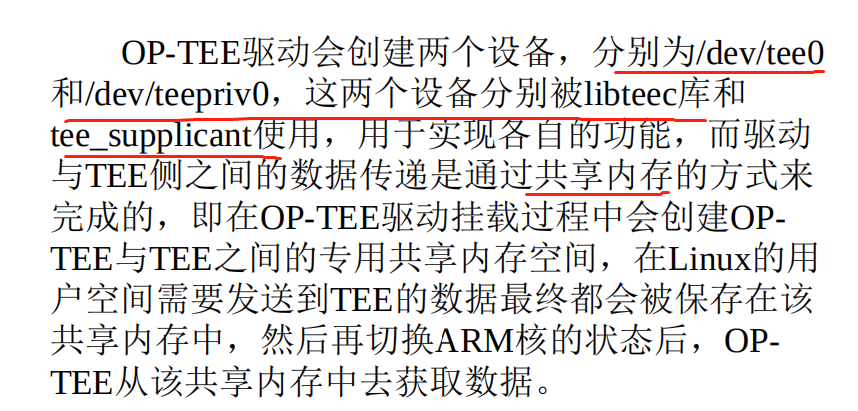 OP-TEE驱动会创建两个设备，分别为/dev/tee0
和/dev/teepriv0，这两个设备分别被libteec库和
tee_supplicant使用，用于实现各自的功能，而驱动
与TEE侧之间的数据传递是通过共享内存的方式来
完成的，即在OP-TEE驱动挂载过程中会创建OP-
TEE与TEE之间的专用共享内存空间，在Linux的用
户空间需要发送到TEE的数据最终都会被保存在该
共享内存中，然后再切换ARM核的状态后，OP-
TEE从该共享内存中去获取数据。